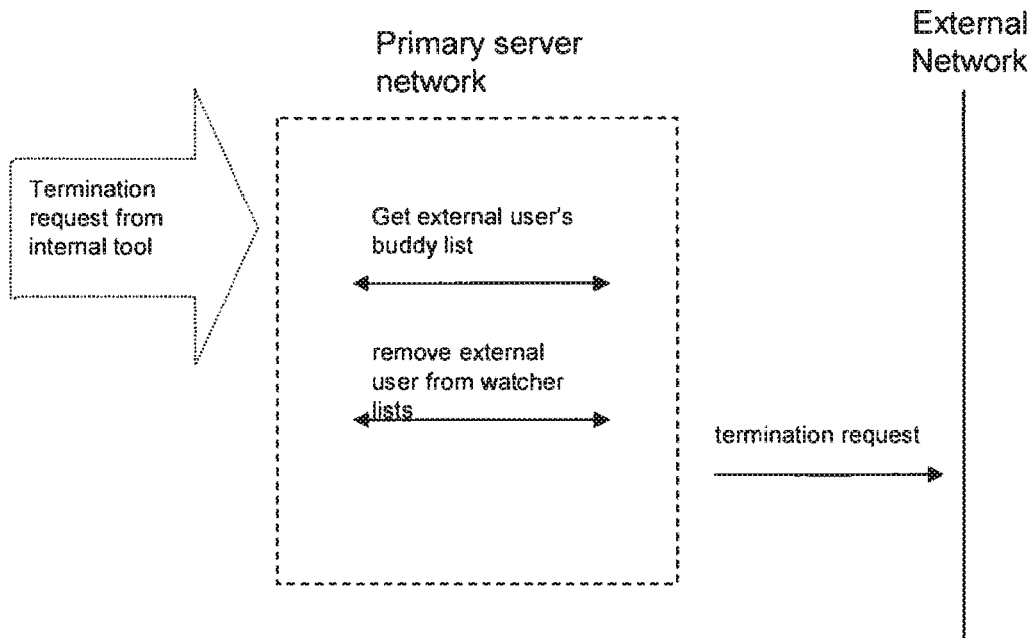 Primary server
network
External
Network
Termination
request from
internal tool
Get external user's
buddy list
remove external
user from watcher
lists
termination request